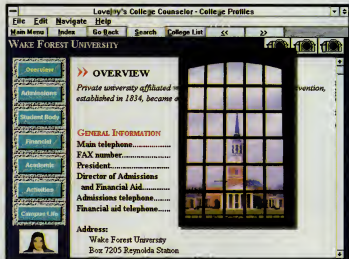 Lovejoy's College Counselor - College Profiles
File Edit Navigate Help
Main Menu Index Go Back Search College List << >>
WAKE FOREST UNIVERSITY
Overview
Admissions
Student Body
Financial
Academic
Activities
Campus Life
>> OVERVIEW
Private university affiliated vention,
established in 1834, became
GENERAL INFORMATION
Main telephone..............
FAX number..................
President......................
Director of Admissions
and Financial Aid.......
Admissions telephone.....
Financial aid telephone.....
Address:
Wake Forest University
Box 7205 Reynolda Station